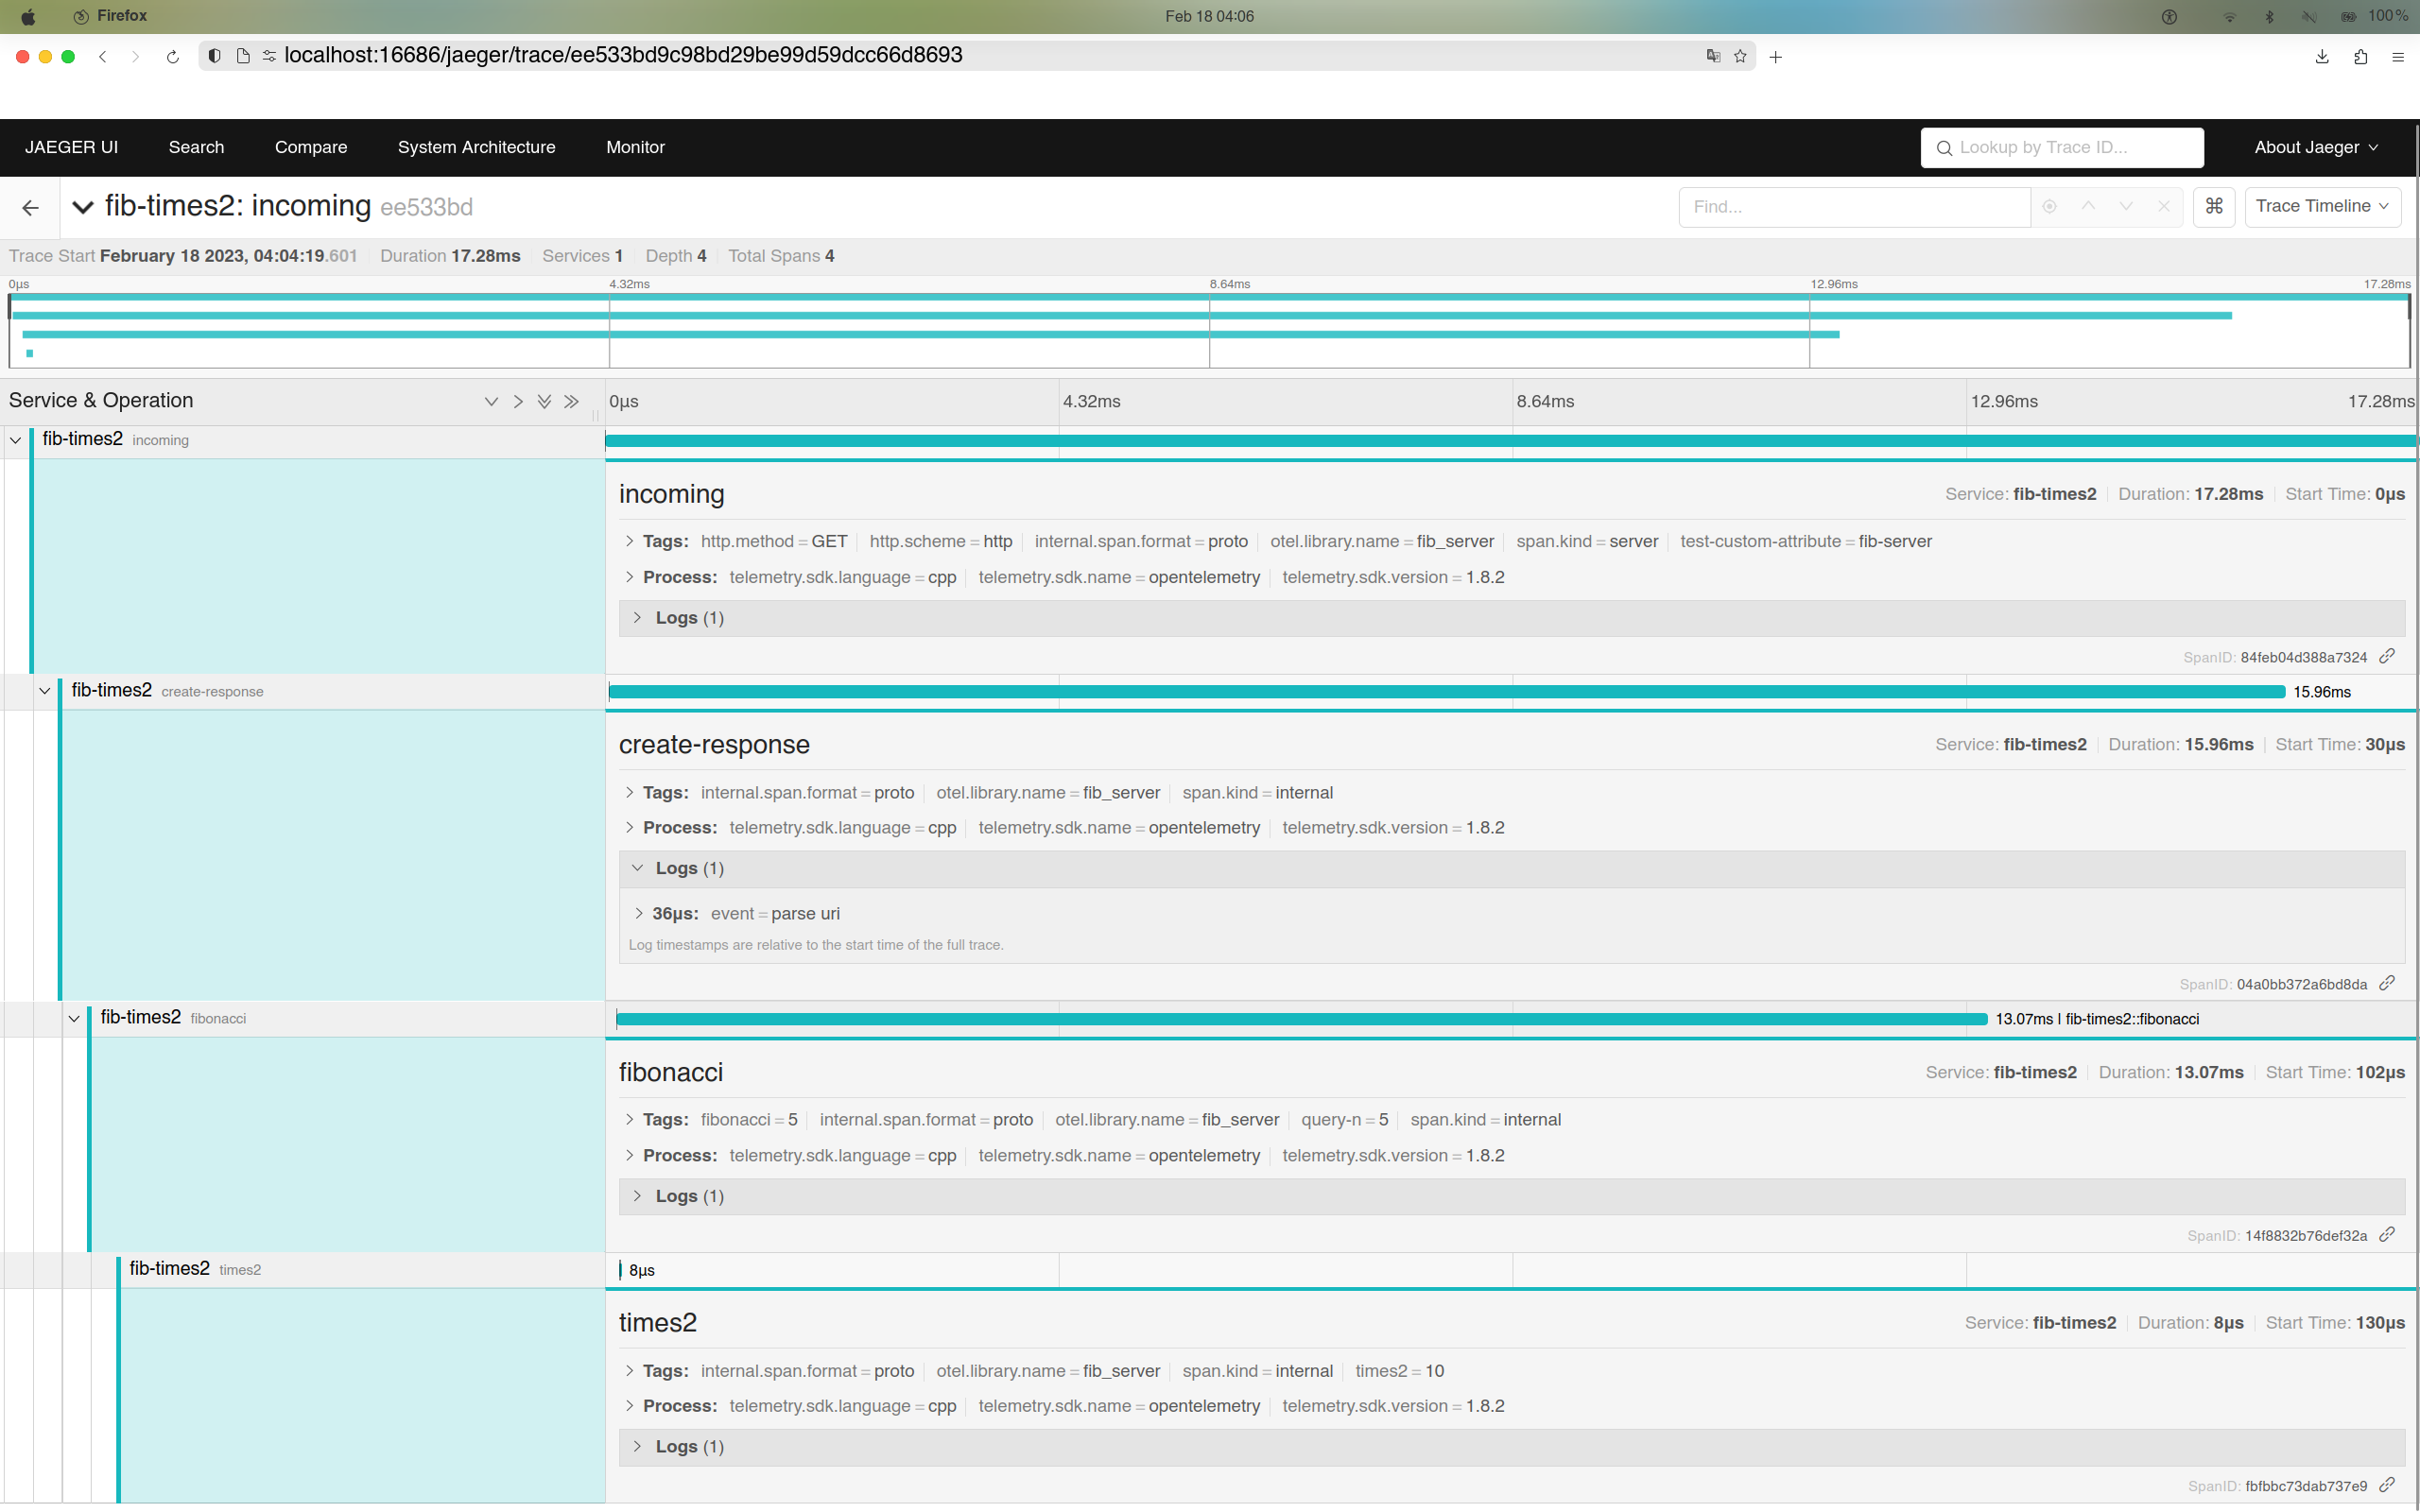 Firefox
Feb 18 04:06
100%
localhost:16686/jaeger/trace/ee533bd9c98bd29be99d59dcc66d8693
JAEGER UI Search Compare System Architecture Monitor Lookup by Trace ID... About Jaeger
fib-times2: incoming ee533bd Find... Trace Timeline
Trace Start February 18 2023, 04:04:19.601 Duration 17.28ms Services 1 Depth 4 Total Spans 4
0μs 4.32ms 8.64ms 12.96ms 17.28ms
Service & Operation 0μs 4.32ms 8.64ms 12.96ms 17.28ms
fib-times2 incoming
incoming Service: fib-times2 Duration: 17.28ms Start Time: 0μs
Tags: http.method = GET http.scheme = http internal.span.format = proto otel.library.name = fib_server span.kind = server test-custom-attribute = fib-server
Process: telemetry.sdk.language = cpp telemetry.sdk.name = opentelemetry telemetry.sdk.version = 1.8.2
Logs (1)
SpanID: 84feb04d388a7324
fib-times2 create-response 15.96ms
create-response Service: fib-times2 Duration: 15.96ms Start Time: 30μs
Tags: internal.span.format = proto otel.library.name = fib_server span.kind = internal
Process: telemetry.sdk.language = cpp telemetry.sdk.name = opentelemetry telemetry.sdk.version = 1.8.2
Logs (1)
36μs: event = parse uri
Log timestamps are relative to the start time of the full trace.
SpanID: 04a0bb372a6bd8da
fib-times2 fibonacci 13.07ms | fib-times2::fibonacci
fibonacci Service: fib-times2 Duration: 13.07ms Start Time: 102μs
Tags: fibonacci = 5 internal.span.format = proto otel.library.name = fib_server query-n = 5 span.kind = internal
Process: telemetry.sdk.language = cpp telemetry.sdk.name = opentelemetry telemetry.sdk.version = 1.8.2
Logs (1)
SpanID: 14f8832b76def32a
fib-times2 times2 8μs
times2 Service: fib-times2 Duration: 8μs Start Time: 130μs
Tags: internal.span.format = proto otel.library.name = fib_server span.kind = internal times2 = 10
Process: telemetry.sdk.language = cpp telemetry.sdk.name = opentelemetry telemetry.sdk.version = 1.8.2
Logs (1)
SpanID: fbfbbc73dab737e9